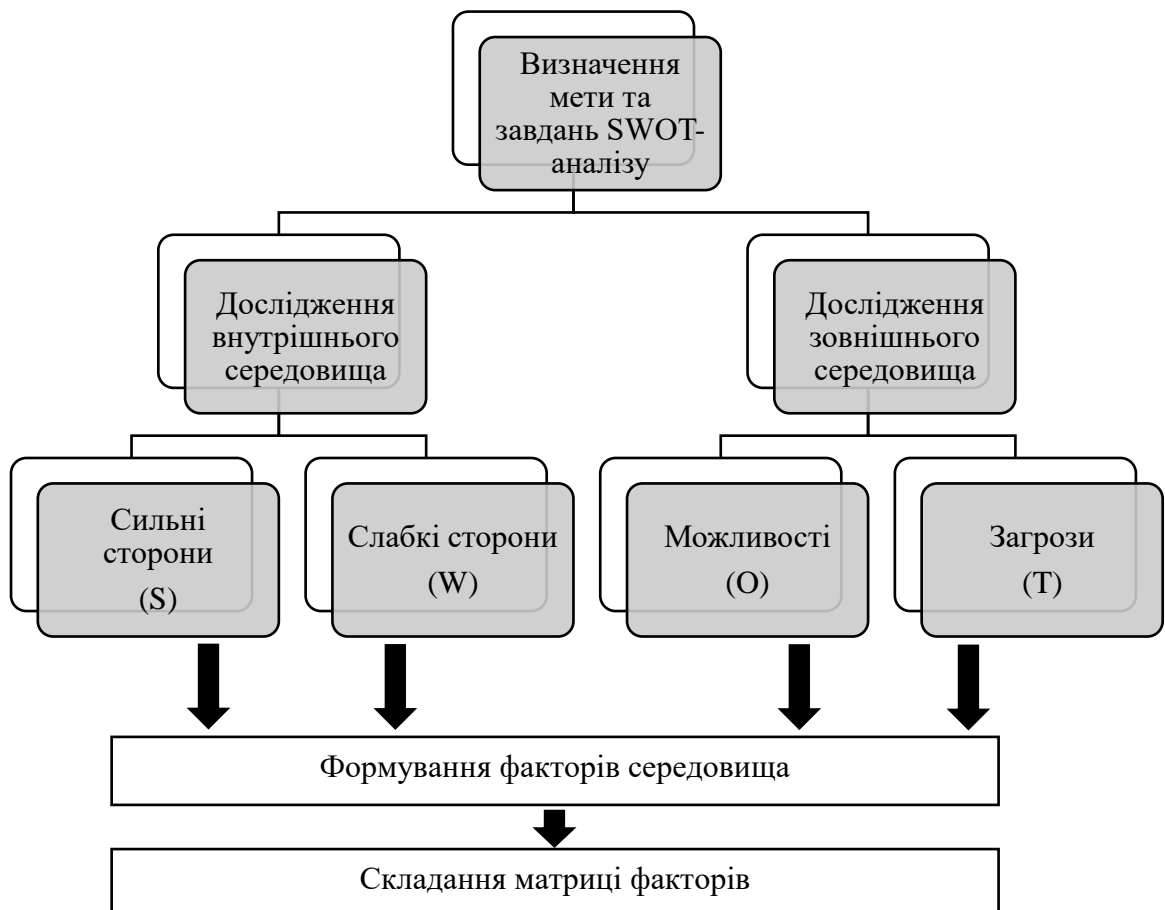 Визначення
мети та
завдань SWOT-
аналізу
Дослідження
внутрішнього
середовища
Дослідження
зовнішнього
середовища
Сильні
сторони
(S)
Слабкі сторони
(W)
Можливості
(O)
Загрози
(T)
Формування факторів середовища
Складання матриці факторів